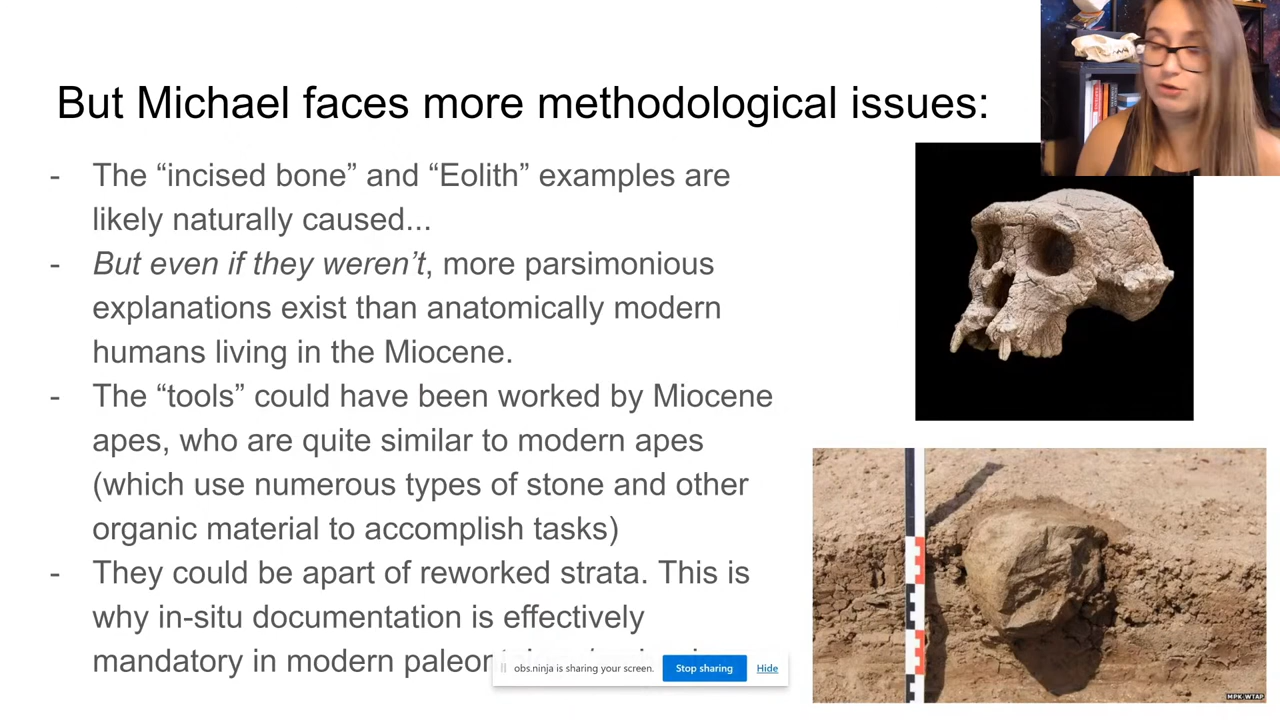 But Michael faces more methodological issues:
- The “incised bone” and “Eolith” examples are
likely naturally caused...
- But even if they weren’t, more parsimonious
explanations exist than anatomically modern
humans living in the Miocene.
- The “tools” could have been worked by Miocene
apes, who are quite similar to modern apes
(which use numerous types of stone and other
organic material to accomplish tasks)
- They could be apart of reworked strata. This is
why in-situ documentation is effectively
mandatory in modern
obs.ninja is sharing your screen.
Stop sharing
Hide
MPK-WTAP